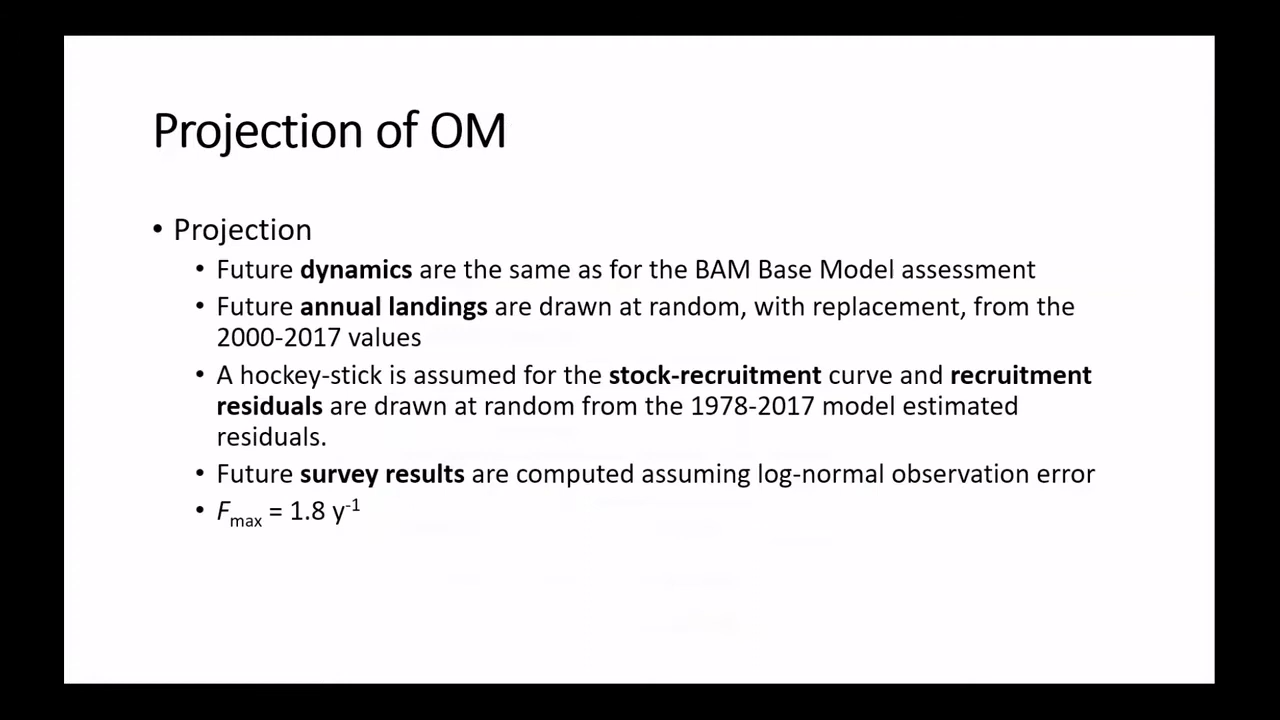 Projection of OM
• Projection
• Future dynamics are the same as for the BAM Base Model assessment
• Future annual landings are drawn at random, with replacement, from the
2000-2017 values
• A hockey-stick is assumed for the stock-recruitment curve and recruitment
residuals are drawn at random from the 1978-2017 model estimated
residuals.
• Future survey results are computed assuming log-normal observation error
• Fmax = 1.8 y-1